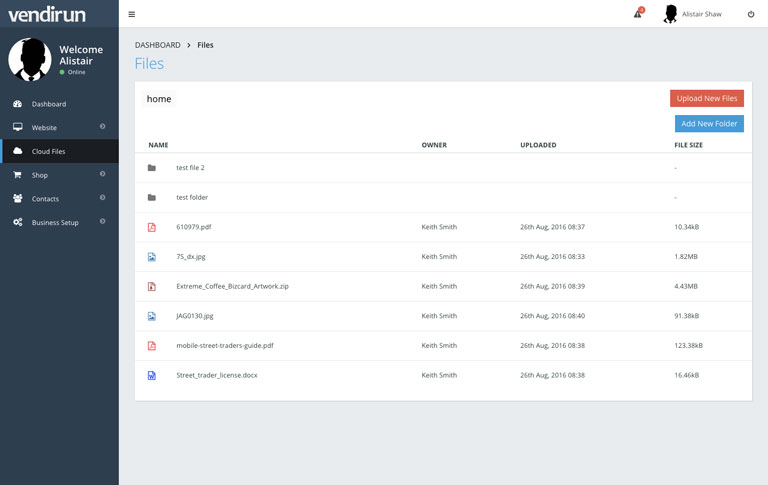 vendirun
Alistair Shaw
Welcome
Alistair
Online
Dashboard
Website
Cloud Files
Shop
Contacts
Business Setup
DASHBOARD > Files
Files
home
Upload New Files
Add New Folder
NAME OWNER UPLOADED FILE SIZE
test file 2 -
test folder -
610979.pdf Keith Smith 26th Aug, 2016 08:37 10.34kB
7S_dx.jpg Keith Smith 26th Aug, 2016 08:33 1.82MB
Extreme_Coffee_Bizcard_Artwork.zip Keith Smith 26th Aug, 2016 08:39 4.43MB
JAG0130.jpg Keith Smith 26th Aug, 2016 08:40 91.38kB
mobile-street-traders-guide.pdf Keith Smith 26th Aug, 2016 08:38 123.38kB
Street_trader_license.docx Keith Smith 26th Aug, 2016 08:38 16.46kB